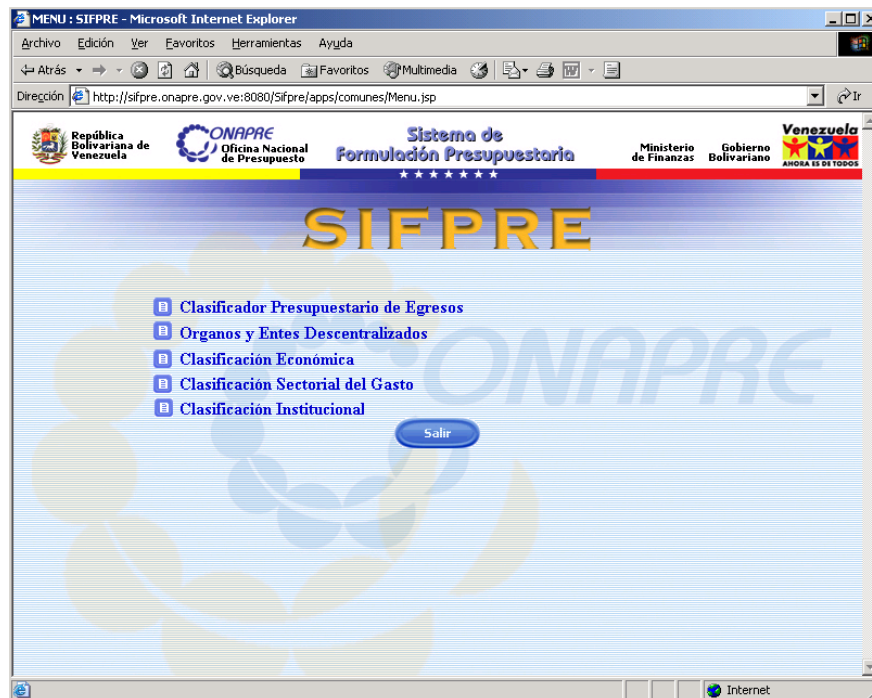 MENU : SIFPRE - Microsoft Internet Explorer
Archivo Edición Ver Favoritos Herramientas Ayuda
Atrás Búsqueda Favoritos Multimedia
Dirección http://sifpre.onapre.gov.ve:8080/Sifpre/apps/comunes/Menu.jsp Ir
República
Bolivariana de
Venezuela
ONAPRE
Oficina Nacional
de Presupuesto
Sistema de
Formulación Presupuestaria
Ministerio
de Finanzas
Gobierno
Bolivariano
Venezuela
AHORA ES DE TODOS
SIFPRE
Clasificador Presupuestario de Egresos
Organos y Entes Descentralizados
Clasificación Económica
Clasificación Sectorial del Gasto
Clasificación Institucional
ONAPRE
Salir
Internet